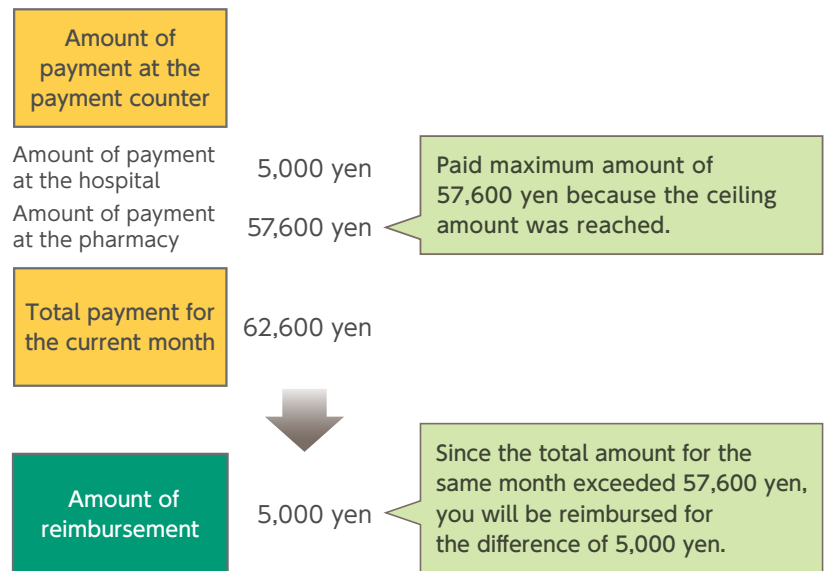 Amount of
payment at the
payment counter
Amount of payment
at the hospital
5,000 yen
Amount of payment
at the pharmacy
57,600 yen
Paid maximum amount of
57,600 yen because the ceiling
amount was reached.
Total payment for
the current month
62,600 yen
Amount of
reimbursement
5,000 yen
Since the total amount for the
same month exceeded 57,600 yen,
you will be reimbursed for
the difference of 5,000 yen.